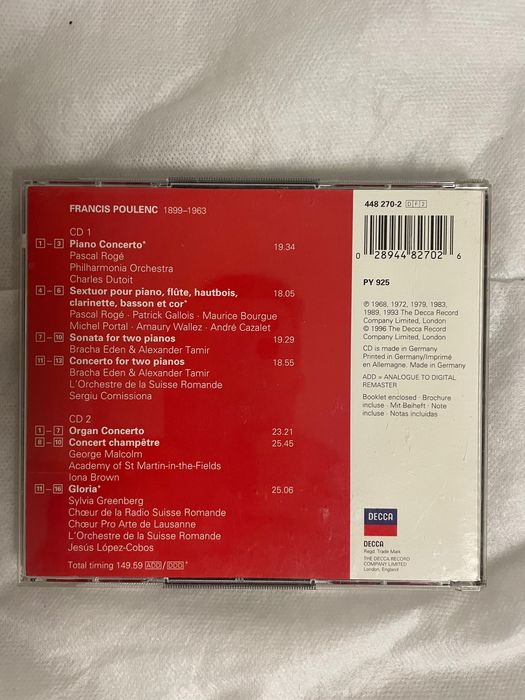 FRANCIS POULENC 1899–1963
CD 1
1 – 3 Piano Concerto* 19.34
Pascal Rogé
Philharmonia Orchestra
Charles Dutoit
4 – 6 Sextuor pour piano, flûte, hautbois,
clarinette, basson et cor* 18.05
Pascal Rogé · Patrick Gallois · Maurice Bourgue
Michel Portal · Amaury Wallez · André Cazalet
7 – 10 Sonata for two pianos 19.29
Bracha Eden & Alexander Tamir
11 – 13 Concerto for two pianos 18.55
Bracha Eden & Alexander Tamir
L'Orchestre de la Suisse Romande
Sergiu Comissiona
CD 2
1 – 7 Organ Concerto 23.21
8 – 10 Concert champêtre 25.45
George Malcolm
Academy of St Martin-in-the-Fields
Iona Brown
11 – 16 Gloria* 25.06
Sylvia Greenberg
Chœur de la Radio Suisse Romande
Chœur Pro Arte de Lausanne
L'Orchestre de la Suisse Romande
Jesús López-Cobos
Total timing 149.59 ADD / DDD *
448 270-2 DF 2
0 28944 82702 6
PY 925
℗ 1968, 1972, 1979, 1983,
1989, 1993 The Decca Record
Company Limited, London
© 1996 The Decca Record
Company Limited, London
CD is made in Germany
Printed in Germany/Imprimé
en Allemagne. Made in Germany
ADD = ANALOGUE TO DIGITAL
REMASTER
Booklet enclosed · Brochure
incluse · Mit Beiheft · Note
incluse · Notas incluidas
DECCA
DECCA
Regd. Trade Mark
THE DECCA RECORD
COMPANY LIMITED
London, England